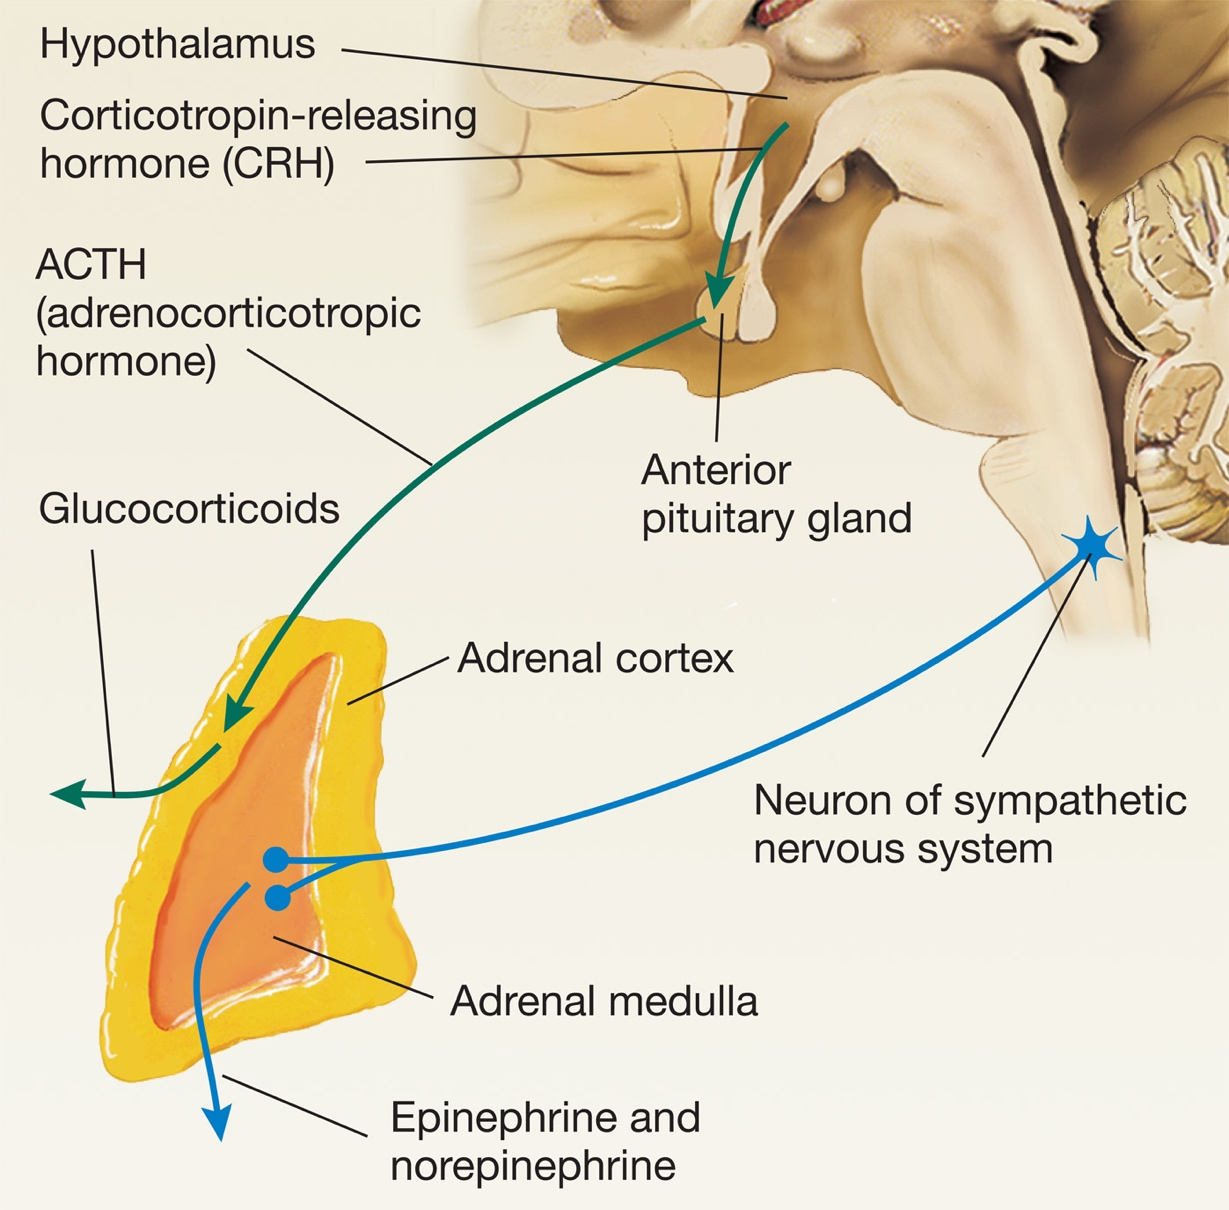 Hypothalamus
Corticotropin-releasing
hormone (CRH)
ACTH
(adrenocorticotropic
hormone)
Anterior
pituitary gland
Glucocorticoids
Adrenal cortex
Neuron of sympathetic
nervous system
Adrenal medulla
Epinephrine and
norepinephrine